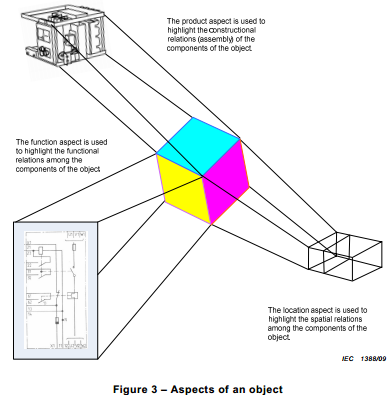 The product aspect is used to
highlight the constructional
relations (assembly) of the
components of the object.
The function aspect is used
to highlight the functional
relations among the
components of the object.
The location aspect is used to
highlight the spatial relations
among the components of the
object.
IEC 1388/09
Figure 3 – Aspects of an object